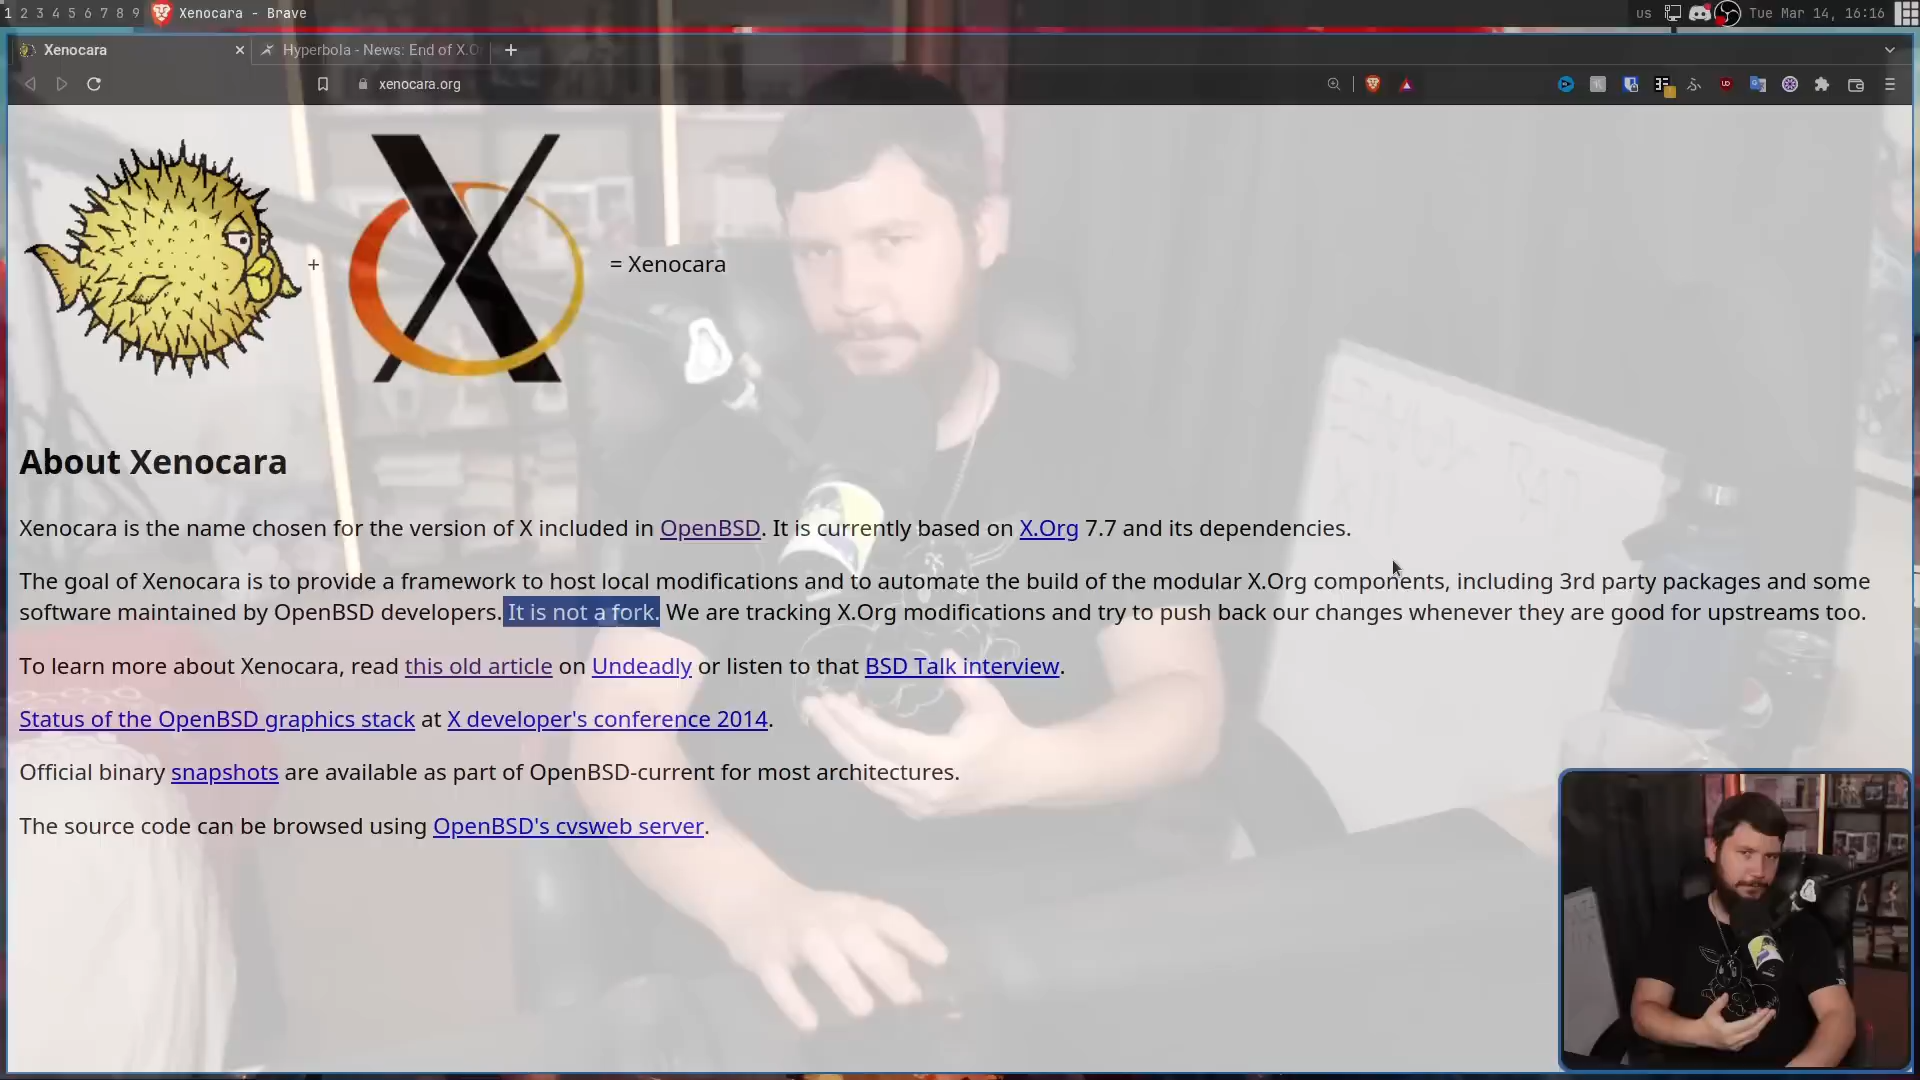 1 2 3 4 5 6 7 8 9 Xenocara - Brave us Tue Mar 14, 16:16
Xenocara Hyperbola - News: End of X.O
xenocara.org
+ = Xenocara
About Xenocara
Xenocara is the name chosen for the version of X included in OpenBSD. It is currently based on X.Org 7.7 and its dependencies.
The goal of Xenocara is to provide a framework to host local modifications and to automate the build of the modular X.Org components, including 3rd party packages and some
software maintained by OpenBSD developers. It is not a fork. We are tracking X.Org modifications and try to push back our changes whenever they are good for upstreams too.
To learn more about Xenocara, read this old article on Undeadly or listen to that BSD Talk interview.
Status of the OpenBSD graphics stack at X developer's conference 2014.
Official binary snapshots are available as part of OpenBSD-current for most architectures.
The source code can be browsed using OpenBSD's cvsweb server.